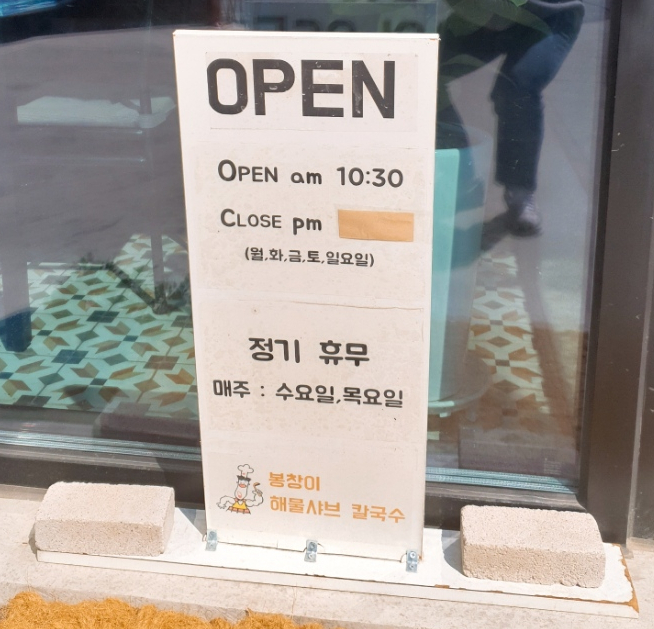 OPEN
OPEN am 10:30
CLOSE pm
(월,화,금,토,일요일)
정기 휴무
매주 : 수요일,목요일
봉창이
해물샤브 칼국수